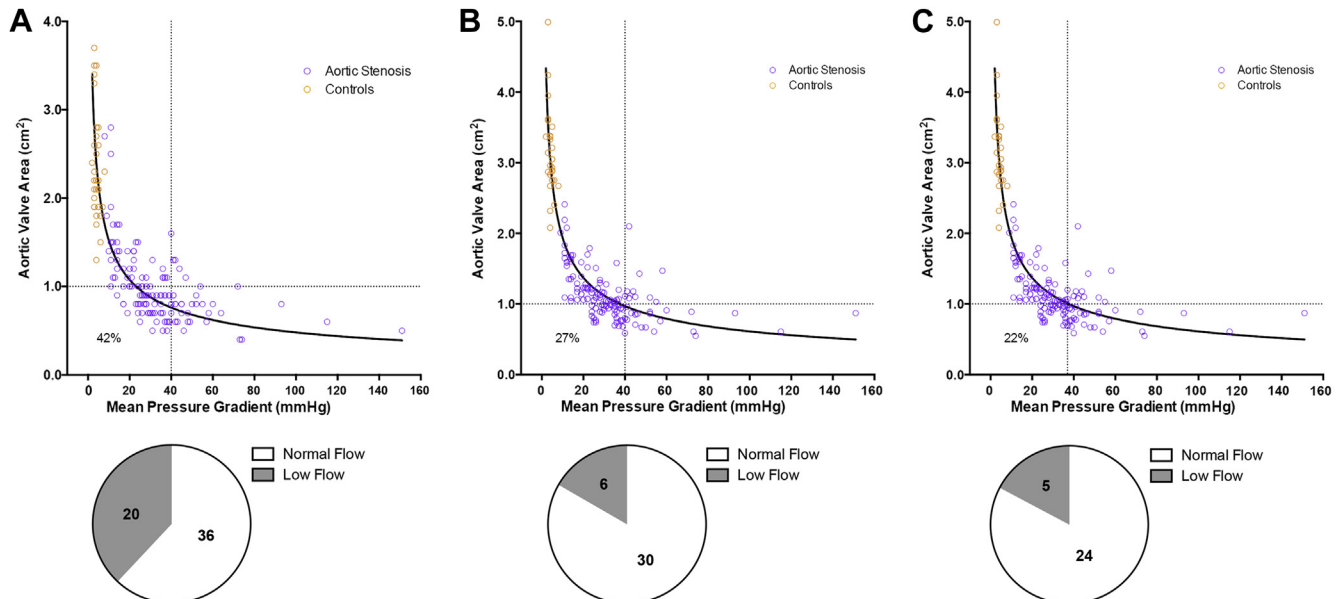 A
4.0
3.0
2.0
1.0
0.0
Aortic Valve Area (cm²)
Aortic Stenosis
Controls
42%
0 20 40 60 80 100 120 140 160
Mean Pressure Gradient (mmHg)
Normal Flow
Low Flow
20
36
B
5.0
4.0
3.0
2.0
1.0
0.0
Aortic Valve Area (cm²)
Aortic Stenosis
Controls
27%
0 20 40 60 80 100 120 140 160
Mean Pressure Gradient (mmHg)
Normal Flow
Low Flow
6
30
C
5.0
4.0
3.0
2.0
1.0
0.0
Aortic Valve Area (cm²)
Aortic Stenosis
Controls
22%
0 20 40 60 80 100 120 140 160
Mean Pressure Gradient (mmHg)
Normal Flow
Low Flow
5
24